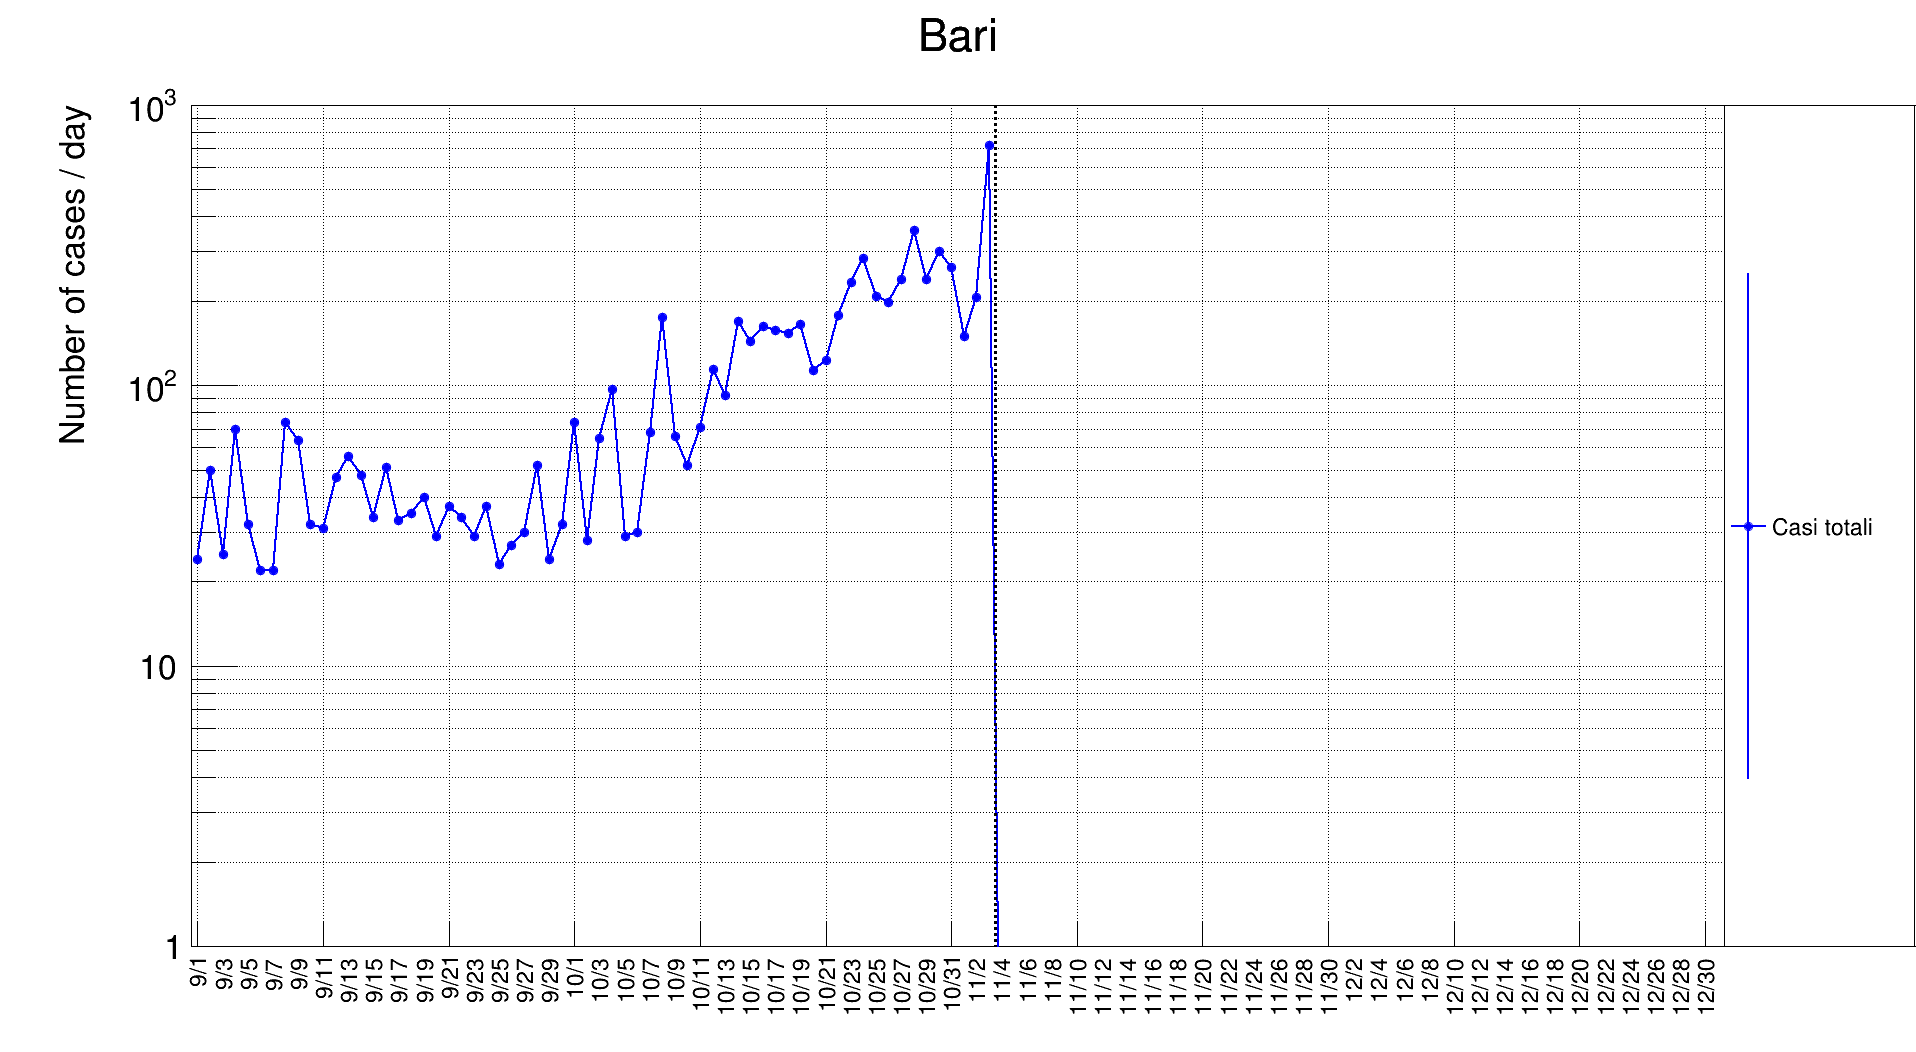 Bari
Number of cases / day
10³
10²
10
1
9/1 9/3 9/5 9/7 9/9 9/11 9/13 9/15 9/17 9/19 9/21 9/23 9/25 9/27 9/29 10/1 10/3 10/5 10/7 10/9 10/11 10/13 10/15 10/17 10/19 10/21 10/23 10/25 10/27 10/29 10/31 11/2 11/4 11/6 11/8 11/10 11/12 11/14 11/16 11/18 11/20 11/22 11/24 11/26 11/28 11/30 12/2 12/4 12/6 12/8 12/10 12/12 12/14 12/16 12/18 12/20 12/22 12/24 12/26 12/28 12/30
Casi totali